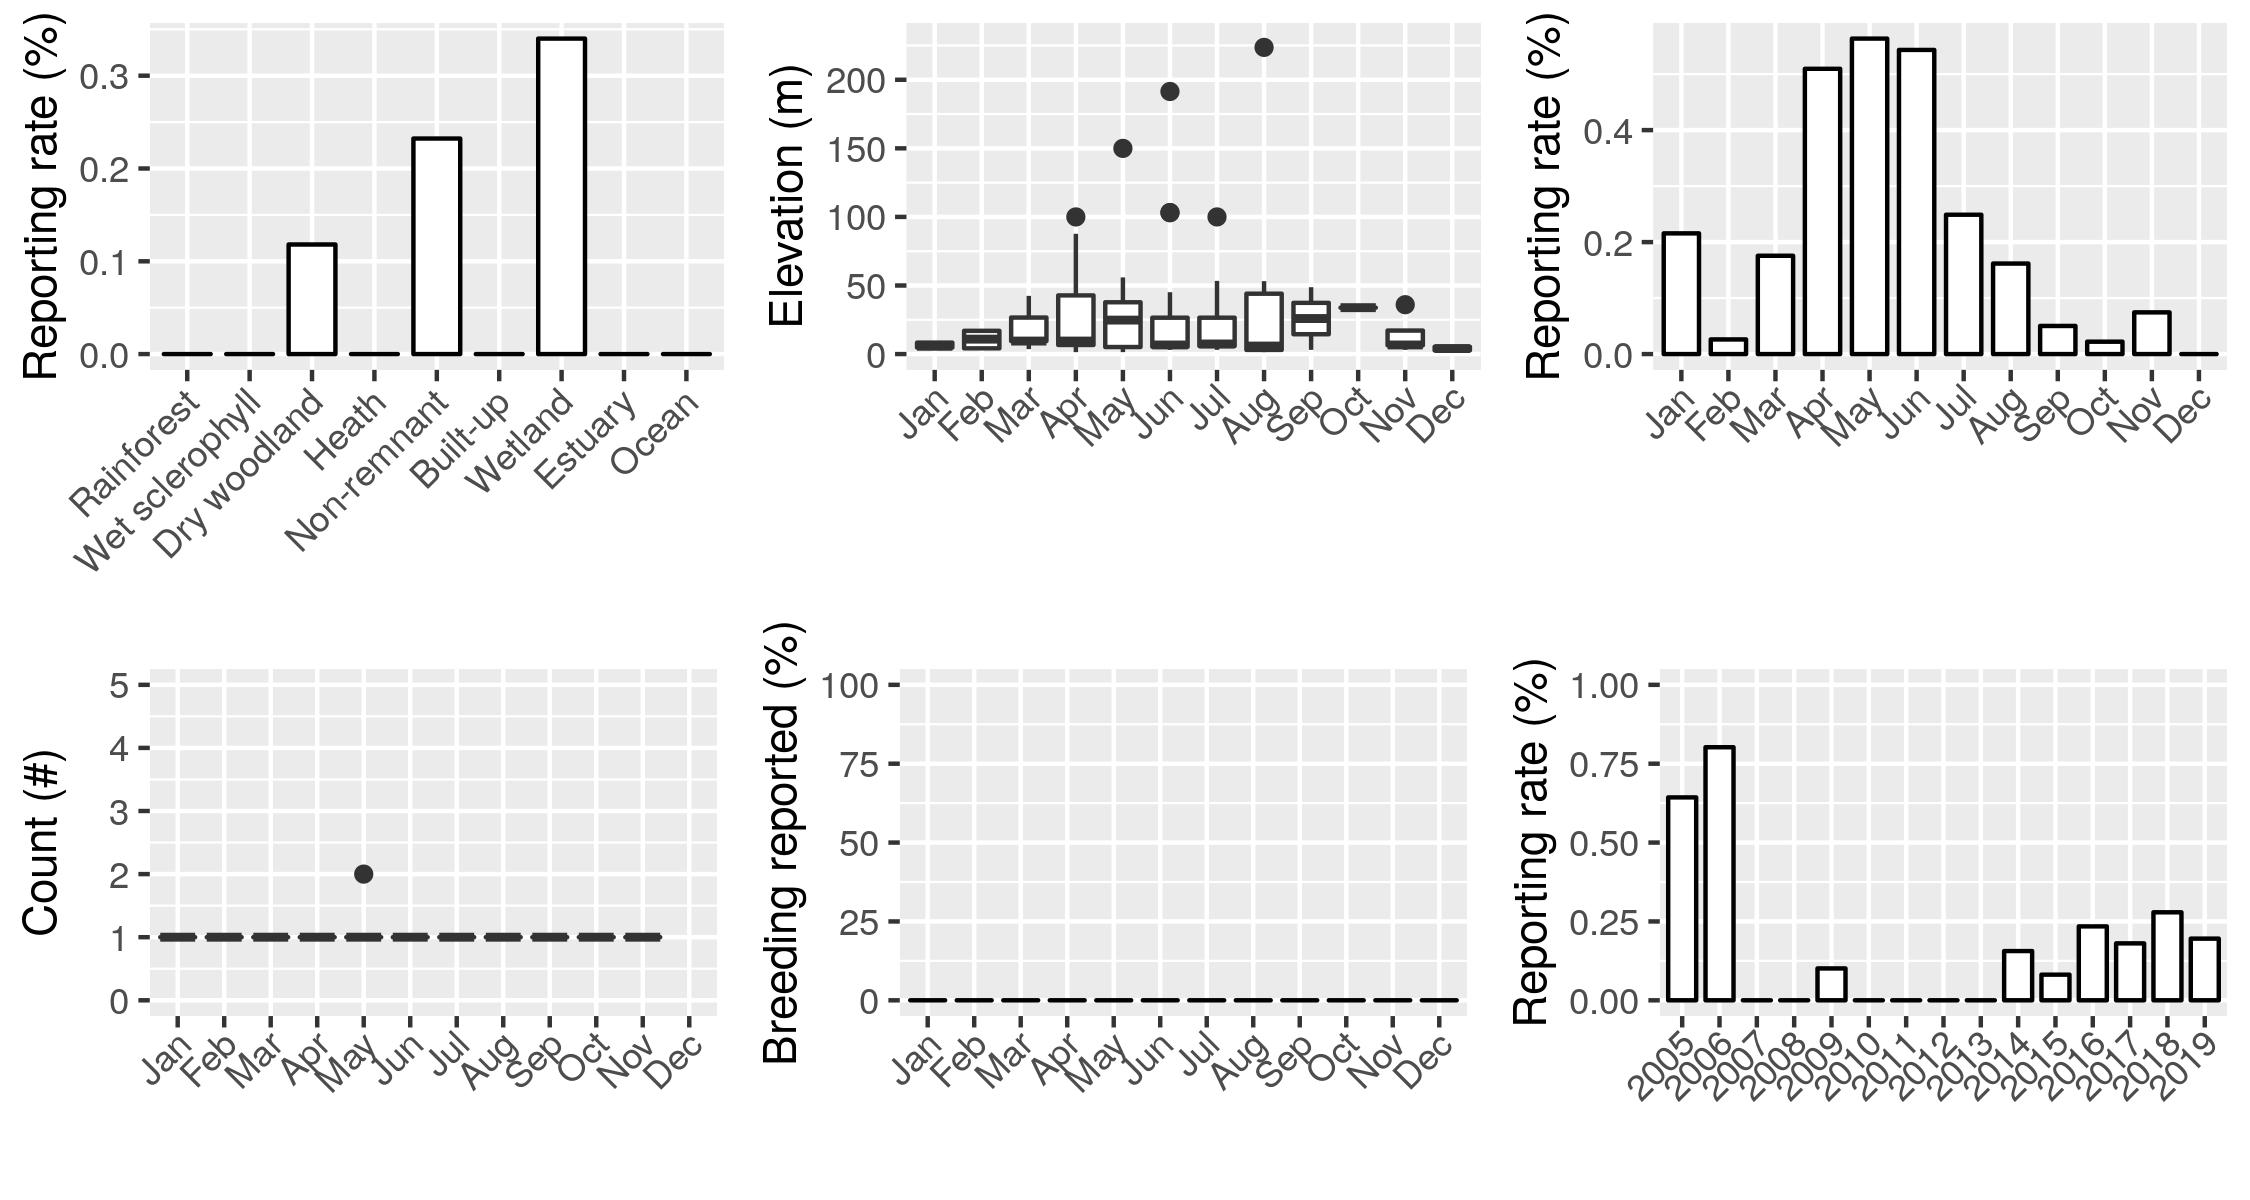 Reporting rate (%)
0.3
0.2
0.1
0.0
Rainforest
Wet sclerophyll
Dry woodland
Heath
Non-remnant
Built-up
Wetland
Estuary
Ocean
Elevation (m)
200
150
100
50
0
Jan
Feb
Mar
Apr
May
Jun
Jul
Aug
Sep
Oct
Nov
Dec
Reporting rate (%)
0.4
0.2
0.0
Jan
Feb
Mar
Apr
May
Jun
Jul
Aug
Sep
Oct
Nov
Dec
Count (#)
5
4
3
2
1
0
Jan
Feb
Mar
Apr
May
Jun
Jul
Aug
Sep
Oct
Nov
Dec
Breeding reported (%)
100
75
50
25
0
Jan
Feb
Mar
Apr
May
Jun
Jul
Aug
Sep
Oct
Nov
Dec
Reporting rate (%)
1.00
0.75
0.50
0.25
0.00
2005
2006
2007
2008
2009
2010
2011
2012
2013
2014
2015
2016
2017
2018
2019